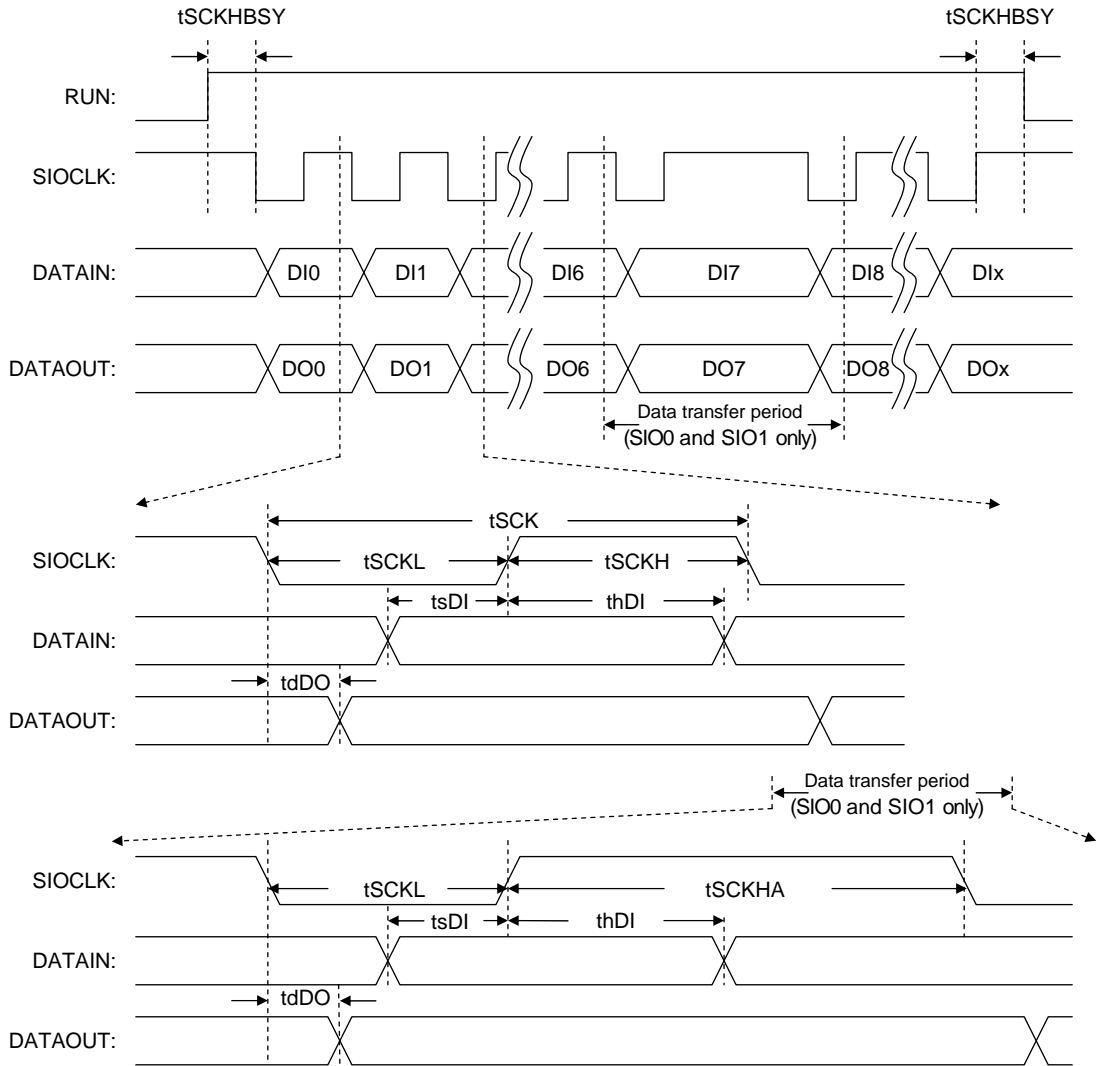 tSCKHBSY tSCKHBSY
RUN:
SIOCLK:
DATAIN: DI0 DI1 DI6 DI7 DI8 DIx
DATAOUT: DO0 DO1 DO6 DO7 DO8 DOx
Data transfer period
(SIO0 and SIO1 only)
tSCK
SIOCLK: tSCKL tSCKH
tsDI thDI
DATAIN:
tdDO
DATAOUT:
Data transfer period
(SIO0 and SIO1 only)
SIOCLK: tSCKL tSCKHA
tsDI thDI
DATAIN:
tdDO
DATAOUT: